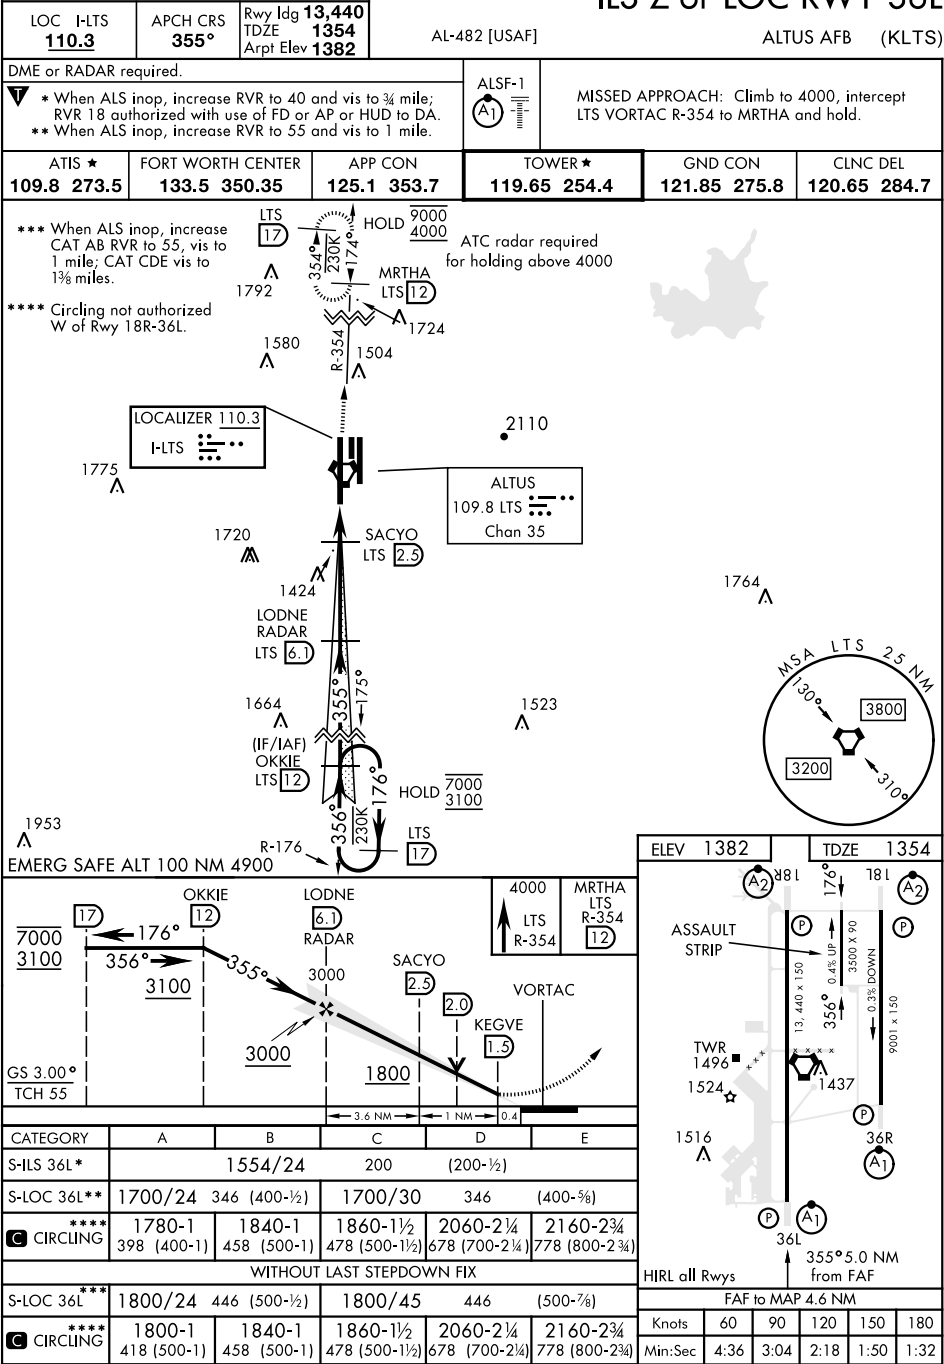 ILS Z or LOC RWY 36L
LOC I-LTS
110.3
APCH CRS
355°
Rwy ldg 13,440
TDZE 1354
Arpt Elev 1382
AL-482 [USAF]
ALTUS AFB (KLTS)
DME or RADAR required.
T
* When ALS inop, increase RVR to 40 and vis to ¾ mile;
RVR 18 authorized with use of FD or AP or HUD to DA.
** When ALS inop, increase RVR to 55 and vis to 1 mile.
ALSF-1
A1
MISSED APPROACH: Climb to 4000, intercept
LTS VORTAC R-354 to MRTHA and hold.
ATIS ★
109.8 273.5
FORT WORTH CENTER
133.5 350.35
APP CON
125.1 353.7
TOWER★
119.65 254.4
GND CON
121.85 275.8
CLNC DEL
120.65 284.7
*** When ALS inop, increase
CAT AB RVR to 55, vis to
1 mile; CAT CDE vis to
1⅜ miles.
**** Circling not authorized
W of Rwy 18R-36L.
LTS
17
354°
230K
174°
HOLD 9000
4000
ATC radar required
for holding above 4000
MRTHA
LTS 12
1792
1724
1580
R-354
1504
LOCALIZER 110.3
I-LTS
2110
1775
ALTUS
109.8 LTS
Chan 35
1720
SACYO
LTS 2.5
1424
1764
LODNE
RADAR
LTS 6.1
355°
175°
1664
1523
(IF/IAF)
OKKIE
LTS 12
356°
230K
176°
HOLD 7000
3100
LTS
17
R-176
1953
EMERG SAFE ALT 100 NM 4900
MSA LTS 25 NM
130°
3800
3200
310°
OKKIE
LODNE
17
12
6.1
RADAR
7000
3100
176°
356°
3100
355°
3000
3000
SACYO
2.5
2.0
KEGVE
1.5
VORTAC
1800
4000
LTS
R-354
MRTHA
LTS
R-354
12
GS 3.00°
TCH 55
3.6 NM
1 NM
0.4
ELEV 1382
TDZE 1354
A2
18R
176°
18L
A2
P
P
ASSAULT
STRIP
0.4% UP
3500 X 90
356°
13, 440 x 150
0.3% DOWN
9001 x 150
TWR
1496
1524
1437
1516
P
36R
A1
P
A1
36L
355° 5.0 NM
from FAF
HIRL all Rwys
CATEGORY A B C D E
S-ILS 36L* 1554/24 200 (200-½)
S-LOC 36L** 1700/24 346 (400-½) 1700/30 346 (400-⅝)
C CIRCLING**** 1780-1 1840-1 1860-1½ 2060-2¼ 2160-2¾
398 (400-1) 458 (500-1) 478 (500-1½) 678 (700-2¼) 778 (800-2¾)
WITHOUT LAST STEPDOWN FIX
S-LOC 36L*** 1800/24 446 (500-½) 1800/45 446 (500-⅞)
C CIRCLING**** 1800-1 1840-1 1860-1½ 2060-2¼ 2160-2¾
418 (500-1) 458 (500-1) 478 (500-1½) 678 (700-2¼) 778 (800-2¾)
FAF to MAP 4.6 NM
Knots 60 90 120 150 180
Min:Sec 4:36 3:04 2:18 1:50 1:32